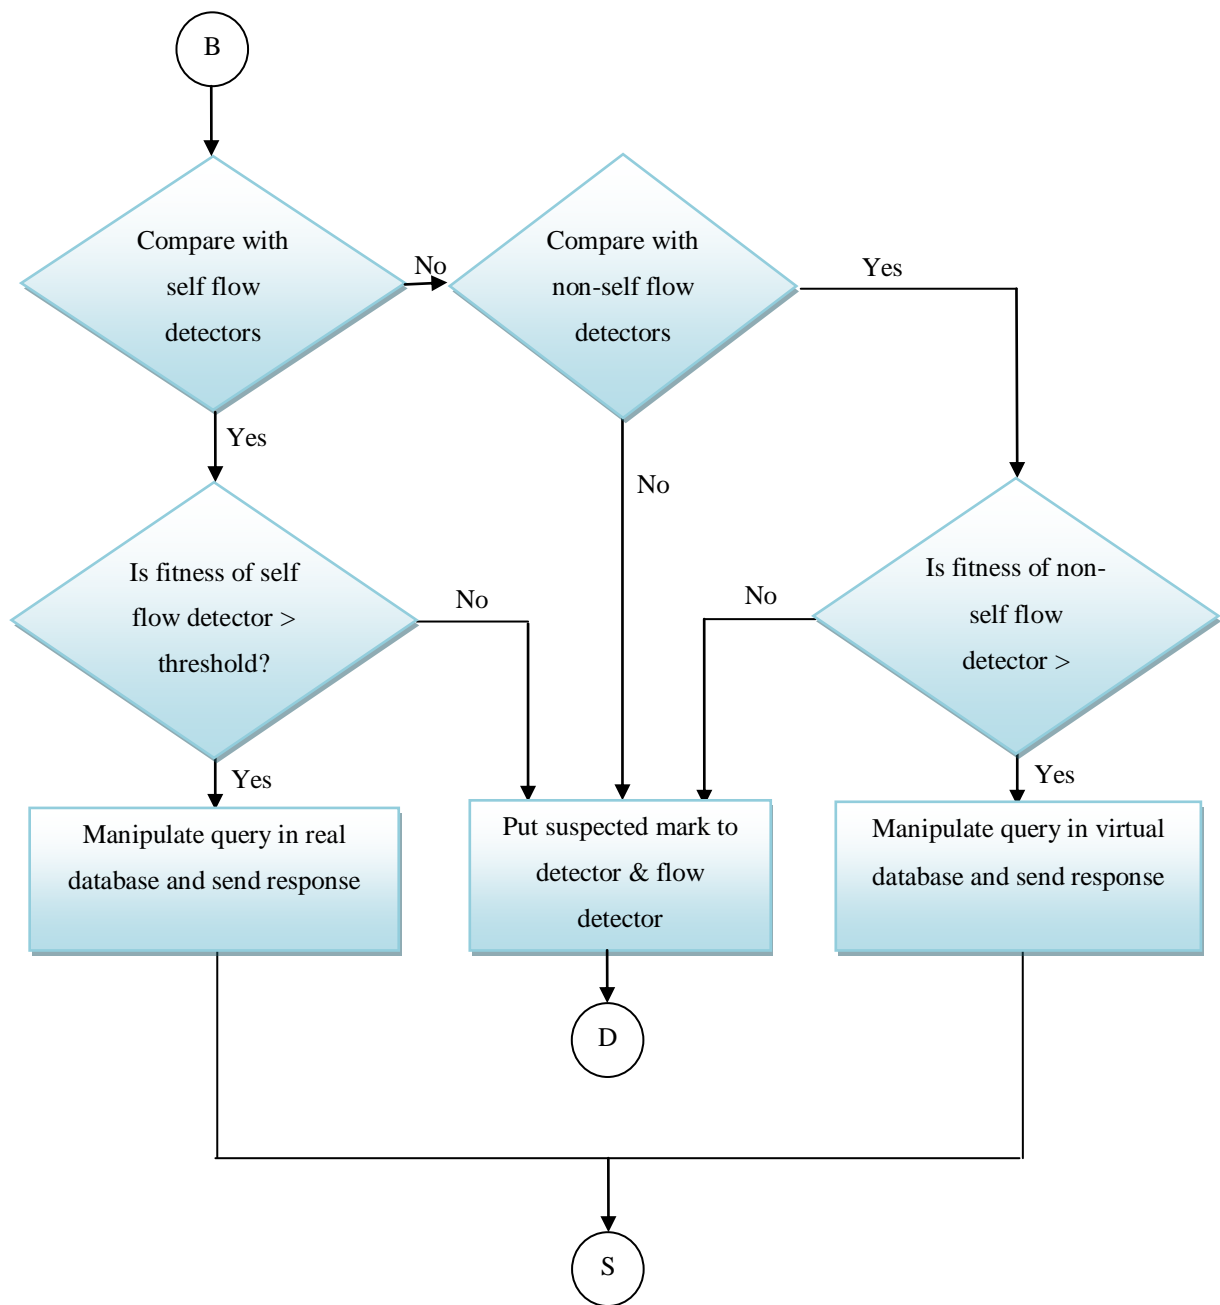 B
Compare with
self flow
detectors
No
Compare with
non-self flow
detectors
Yes
Yes
No
Is fitness of self
flow detector >
threshold?
No
No
Is fitness of non-
self flow
detector >
Yes
Yes
Manipulate query in real
database and send response
Put suspected mark to
detector & flow
detector
Manipulate query in virtual
database and send response
D
S